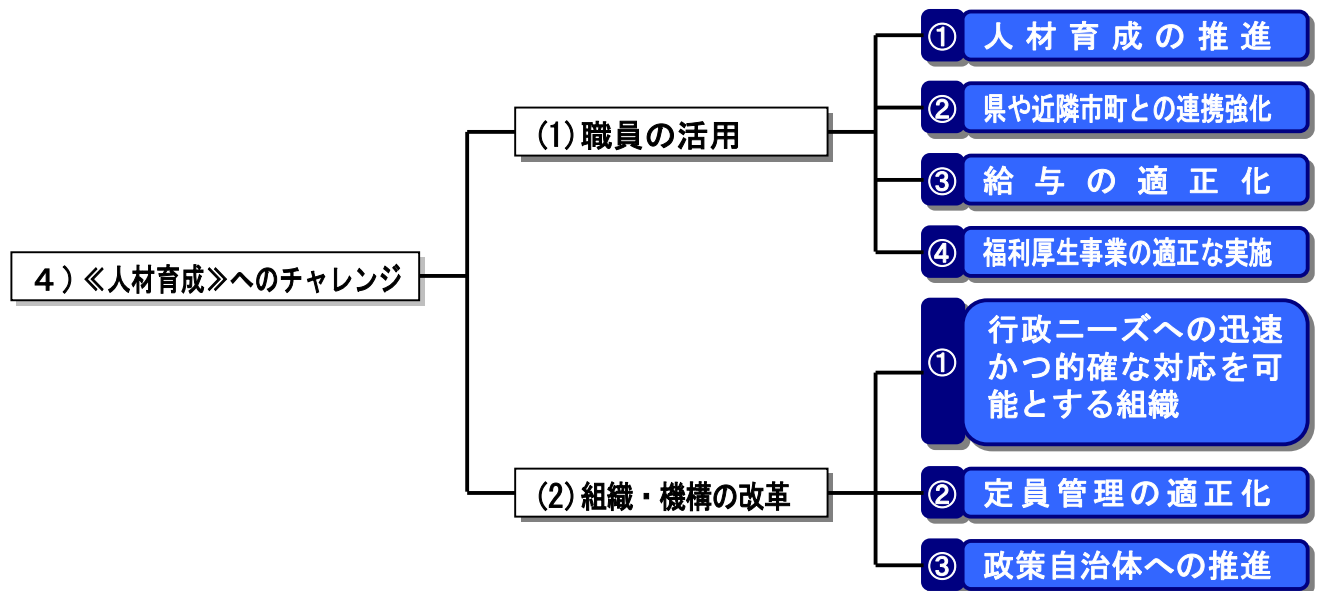 4)≪人材育成≫へのチャレンジ
(1)職員の活用
① 人材育成の推進
② 県や近隣市町との連携強化
③ 給与の適正化
④ 福利厚生事業の適正な実施
(2)組織・機構の改革
① 行政ニーズへの迅速
かつ的確な対応を可
能とする組織
② 定員管理の適正化
③ 政策自治体への推進